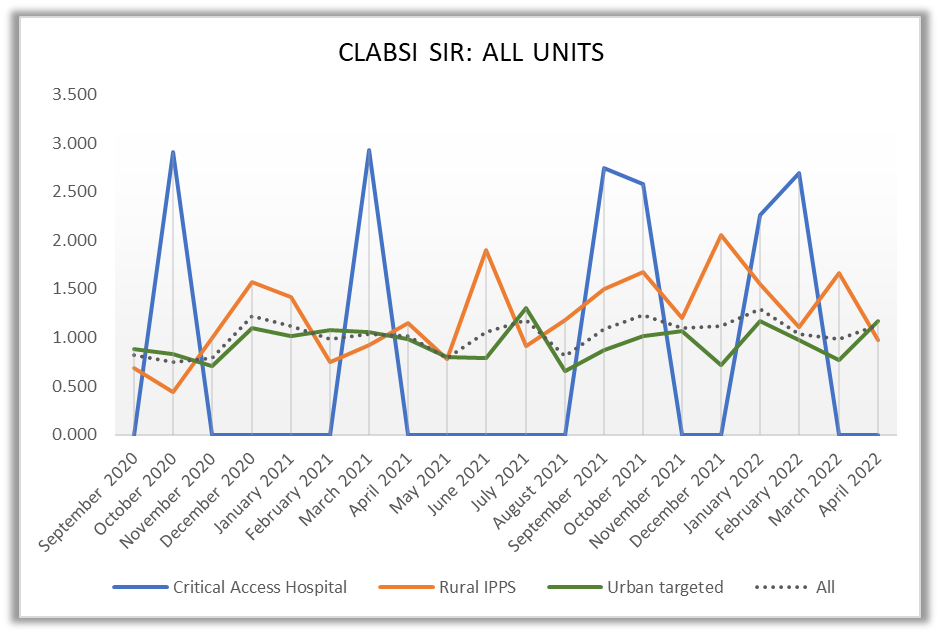 CLABSI SIR: ALL UNITS
3.500
3.000
2.500
2.000
1.500
1.000
0.500
0.000
September 2020
October 2020
November 2020
December 2020
January 2021
February 2021
March 2021
April 2021
May 2021
June 2021
July 2021
August 2021
September 2021
October 2021
November 2021
December 2021
January 2022
February 2022
March 2022
April 2022
Critical Access Hospital Rural IPPS Urban targeted All